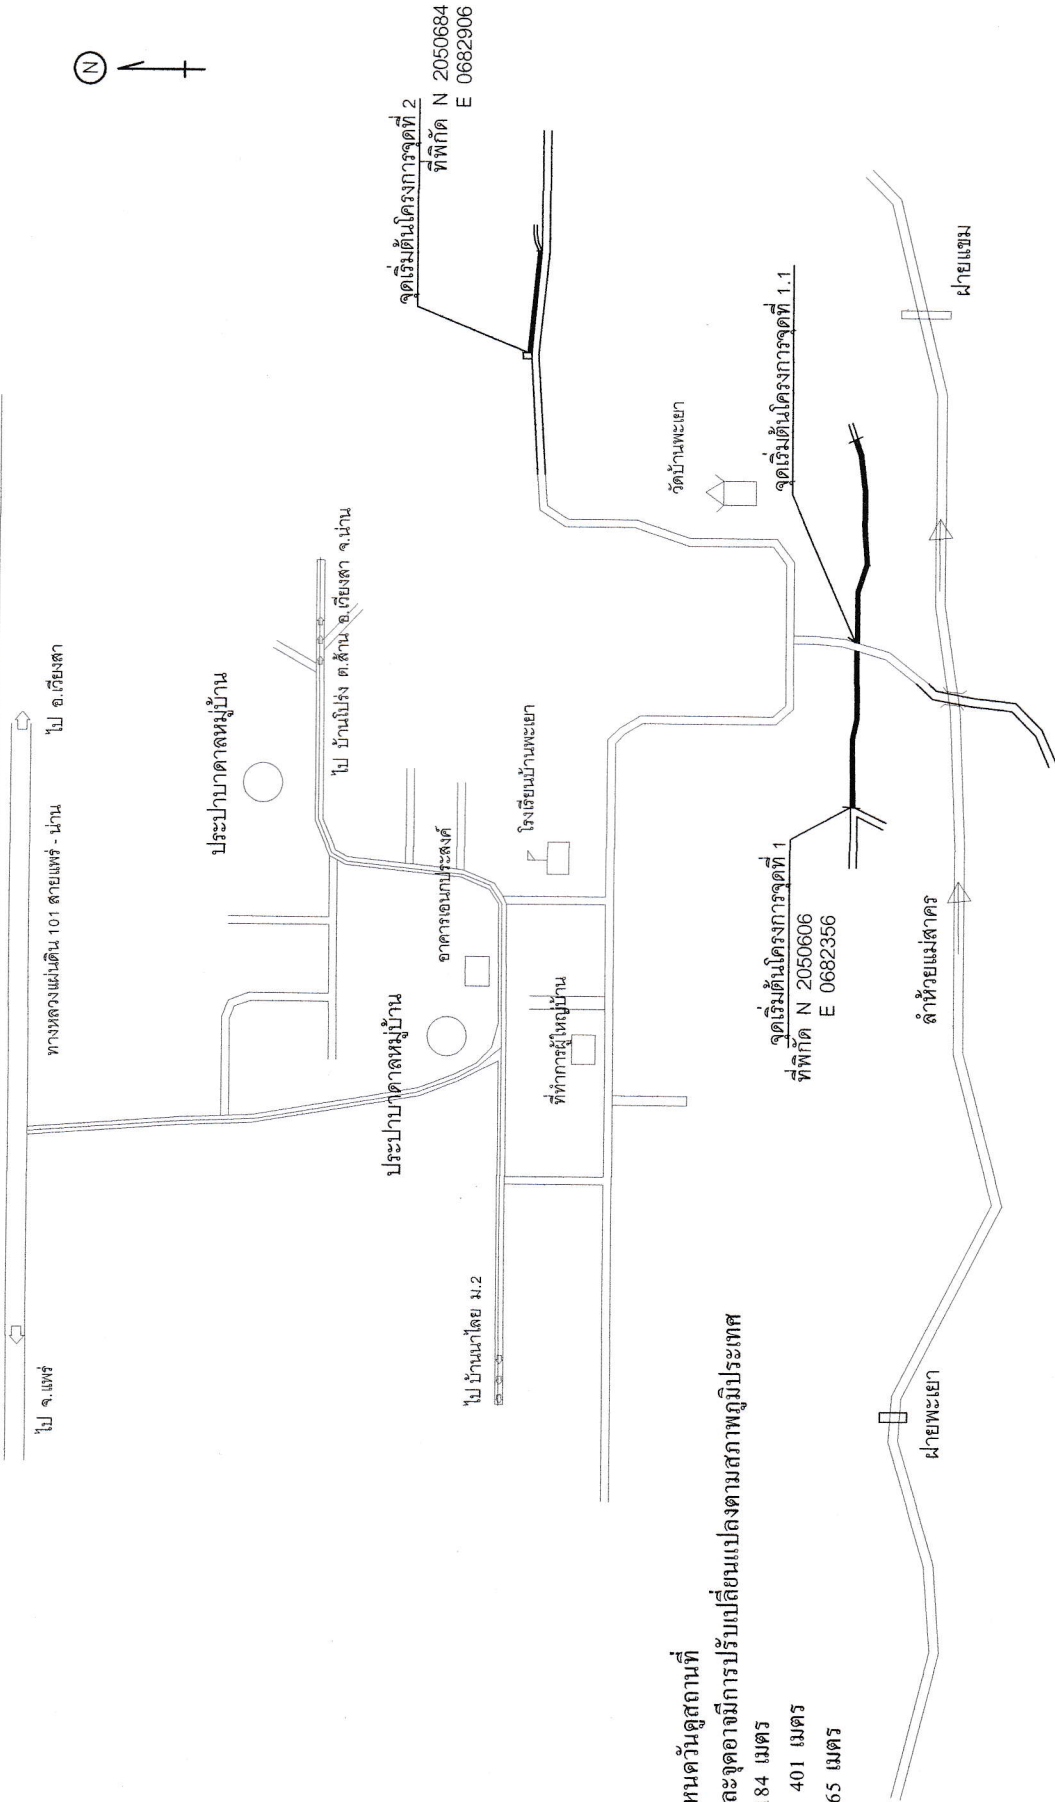 N
ทางหลวงแผ่นดิน 101 สายแพร่ - น่าน
ไป จ.แพร่
ไป อ.เวียงสา
ประปาบาดาลหมู่บ้าน
ไป บ้านโป่ง ต.ส้าน อ.เวียงสา จ.น่าน
จุดเริ่มต้นโครงการจุดที่ 2
ที่พิกัด N 2050684
E 0682906
ประปาบาดาลหมู่บ้าน
อาคารเอนกประสงค์
ไป บ้านนาไลย ม.2
โรงเรียนบ้านพะเยา
ที่ทำการผู้ใหญ่บ้าน
วัดบ้านพะเยา
จุดเริ่มต้นโครงการจุดที่ 1
ที่พิกัด N 2050606
E 0682356
จุดเริ่มต้นโครงการจุดที่ 1.1
ลำห้วยแม่สาคร
ฝายพะเยา
ฝายแขม
หนดวันดูสถานที่
ละจุดอาจมีการปรับเปลี่ยนแปลงตามสภาพภูมิประเทศ
84 เมตร
401 เมตร
65 เมตร